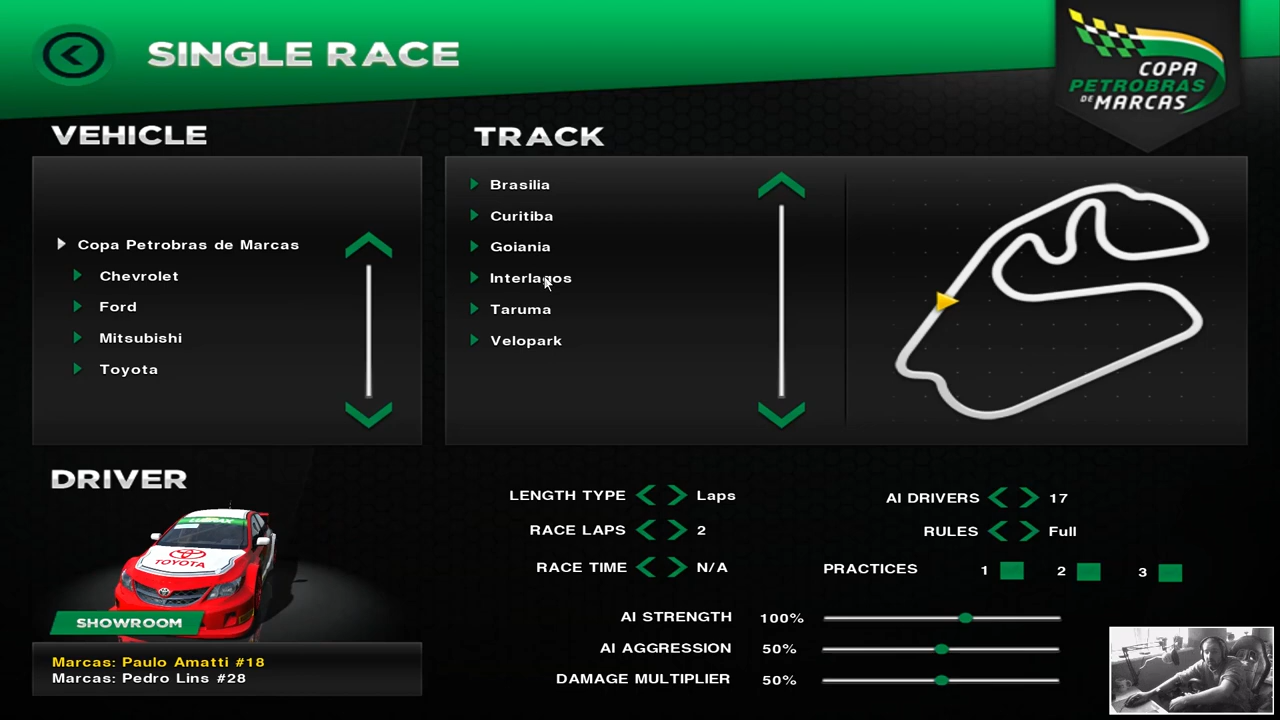 SINGLE RACE
COPA
PETROBRAS
DE MARCAS
VEHICLE
Copa Petrobras de Marcas
Chevrolet
Ford
Mitsubishi
Toyota
TRACK
Brasilia
Curitiba
Goiania
Interlagos
Taruma
Velopark
DRIVER
TOYOTA
SHOWROOM
Marcas: Paulo Amatti #18
Marcas: Pedro Lins #28
LENGTH TYPE Laps
RACE LAPS 2
RACE TIME N/A
AI DRIVERS 17
RULES Full
PRACTICES 1 2 3
AI STRENGTH 100%
AI AGGRESSION 50%
DAMAGE MULTIPLIER 50%